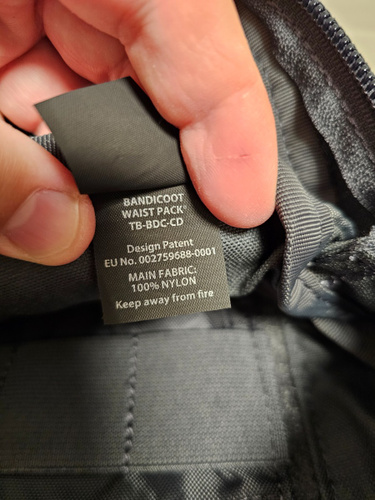 BANDICOOT
WAIST PACK®
TB-BDC-CD
Design Patent
EU No. 002759688-0001
MAIN FABRIC:
100% NYLON
Keep away from fire